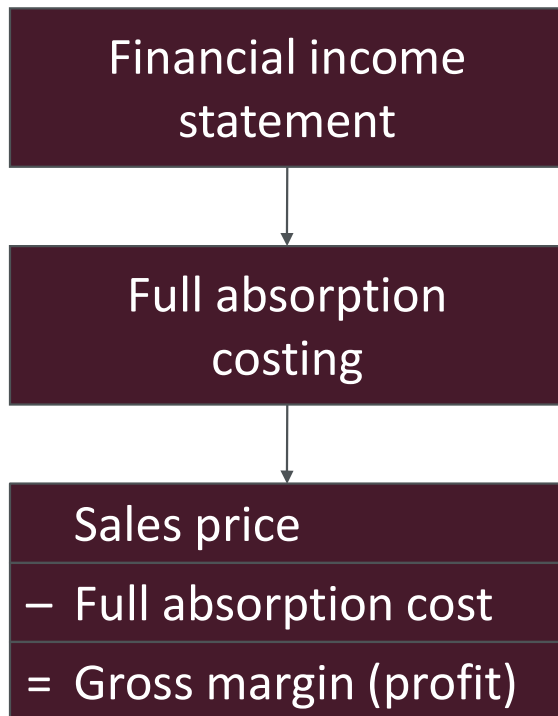 Financial income
statement
Full absorption
costing
Sales price
– Full absorption cost
= Gross margin (profit)